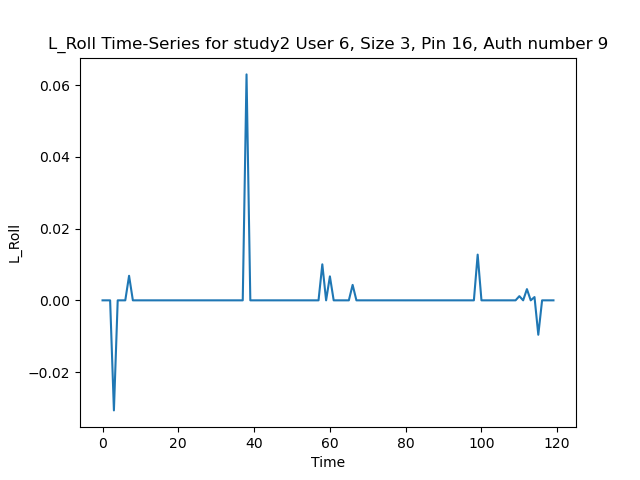 L_Roll Time-Series for study2 User 6, Size 3, Pin 16, Auth number 9
0.06
0.04
0.02
0.00
−0.02
L_Roll
0 20 40 60 80 100 120
Time